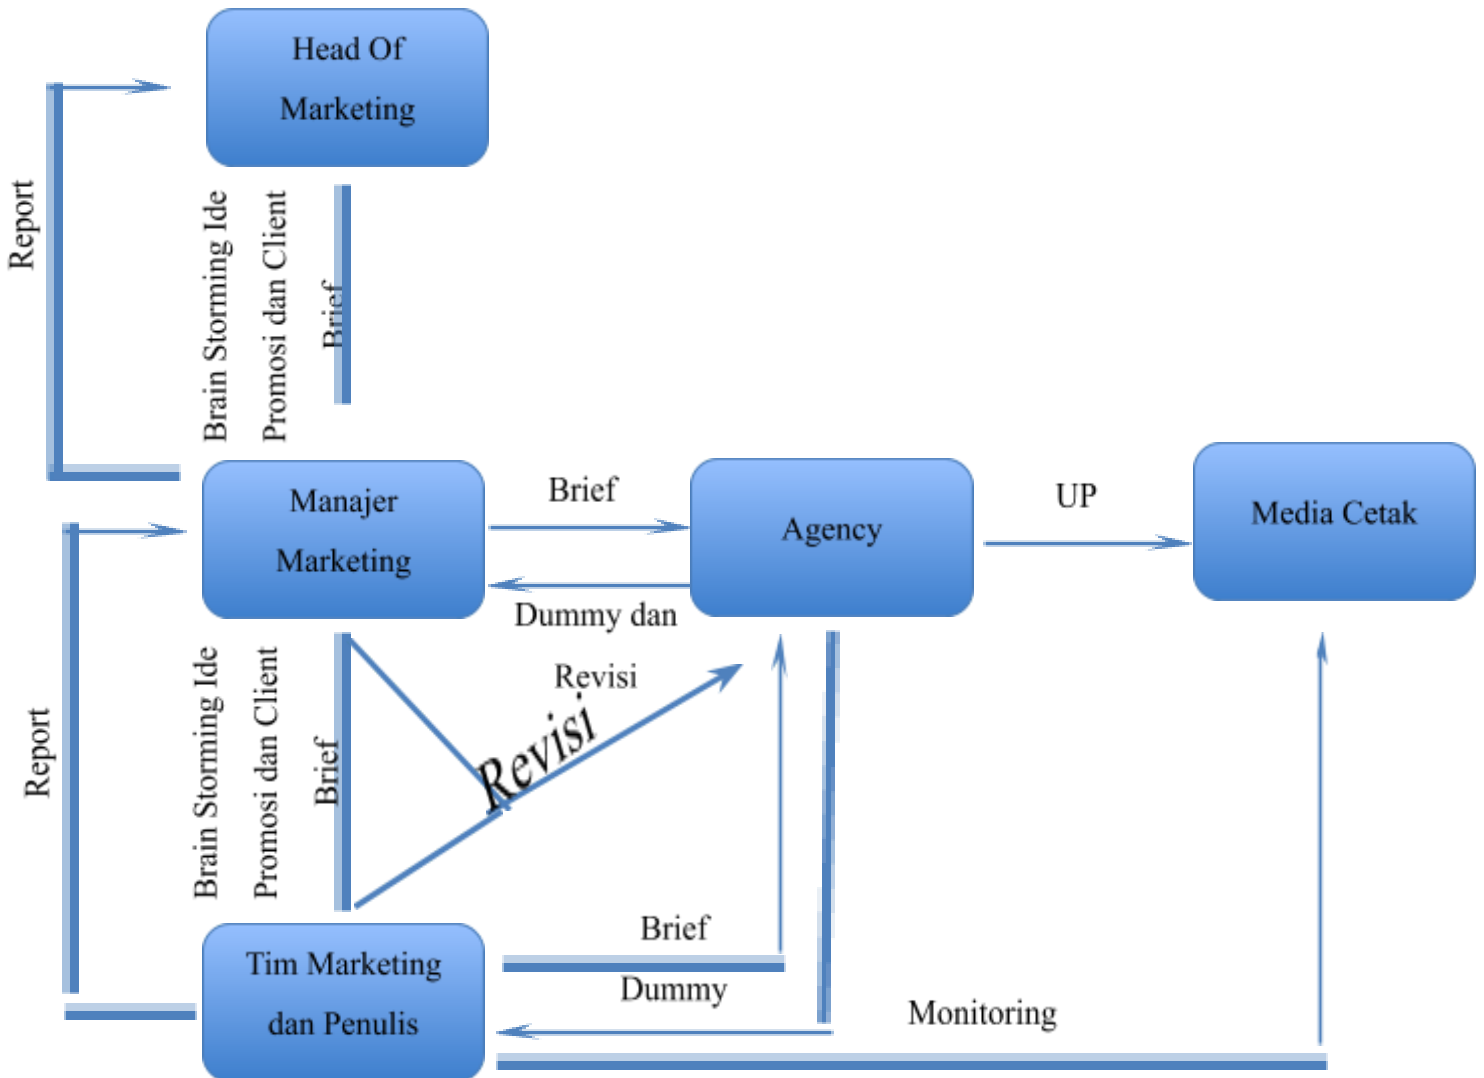 Head Of
Marketing
Report
Brain Storming Ide
Promosi dan Client
Brief
Manajer
Marketing
Brief
Agency
UP
Media Cetak
Dummy dan
Revisi
Revisi
Report
Brain Storming Ide
Promosi dan Client
Brief
Tim Marketing
dan Penulis
Brief
Dummy
Monitoring